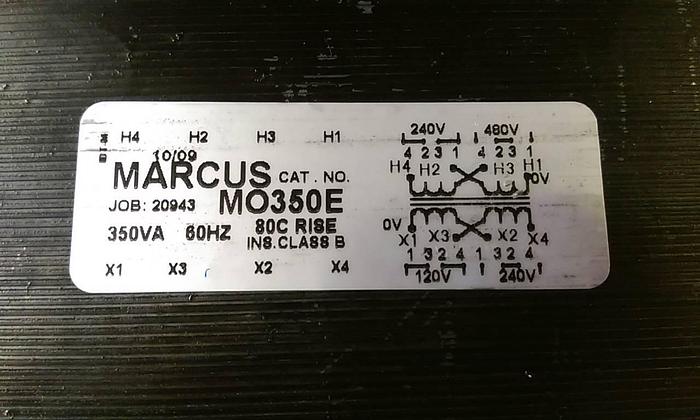 H4 H2 H3 H1
10/09
MARCUS CAT. NO.
JOB: 20943 MO350E
350VA 60HZ 80C RISE
INS.CLASS B
X1 X3 X2 X4
240V 480V
4 2 3 1 4 2 3 1
H4 H2 H3 H1
0V
0V
X1 X3 X2 X4
1 3 2 4 1 3 2 4
120V 240V